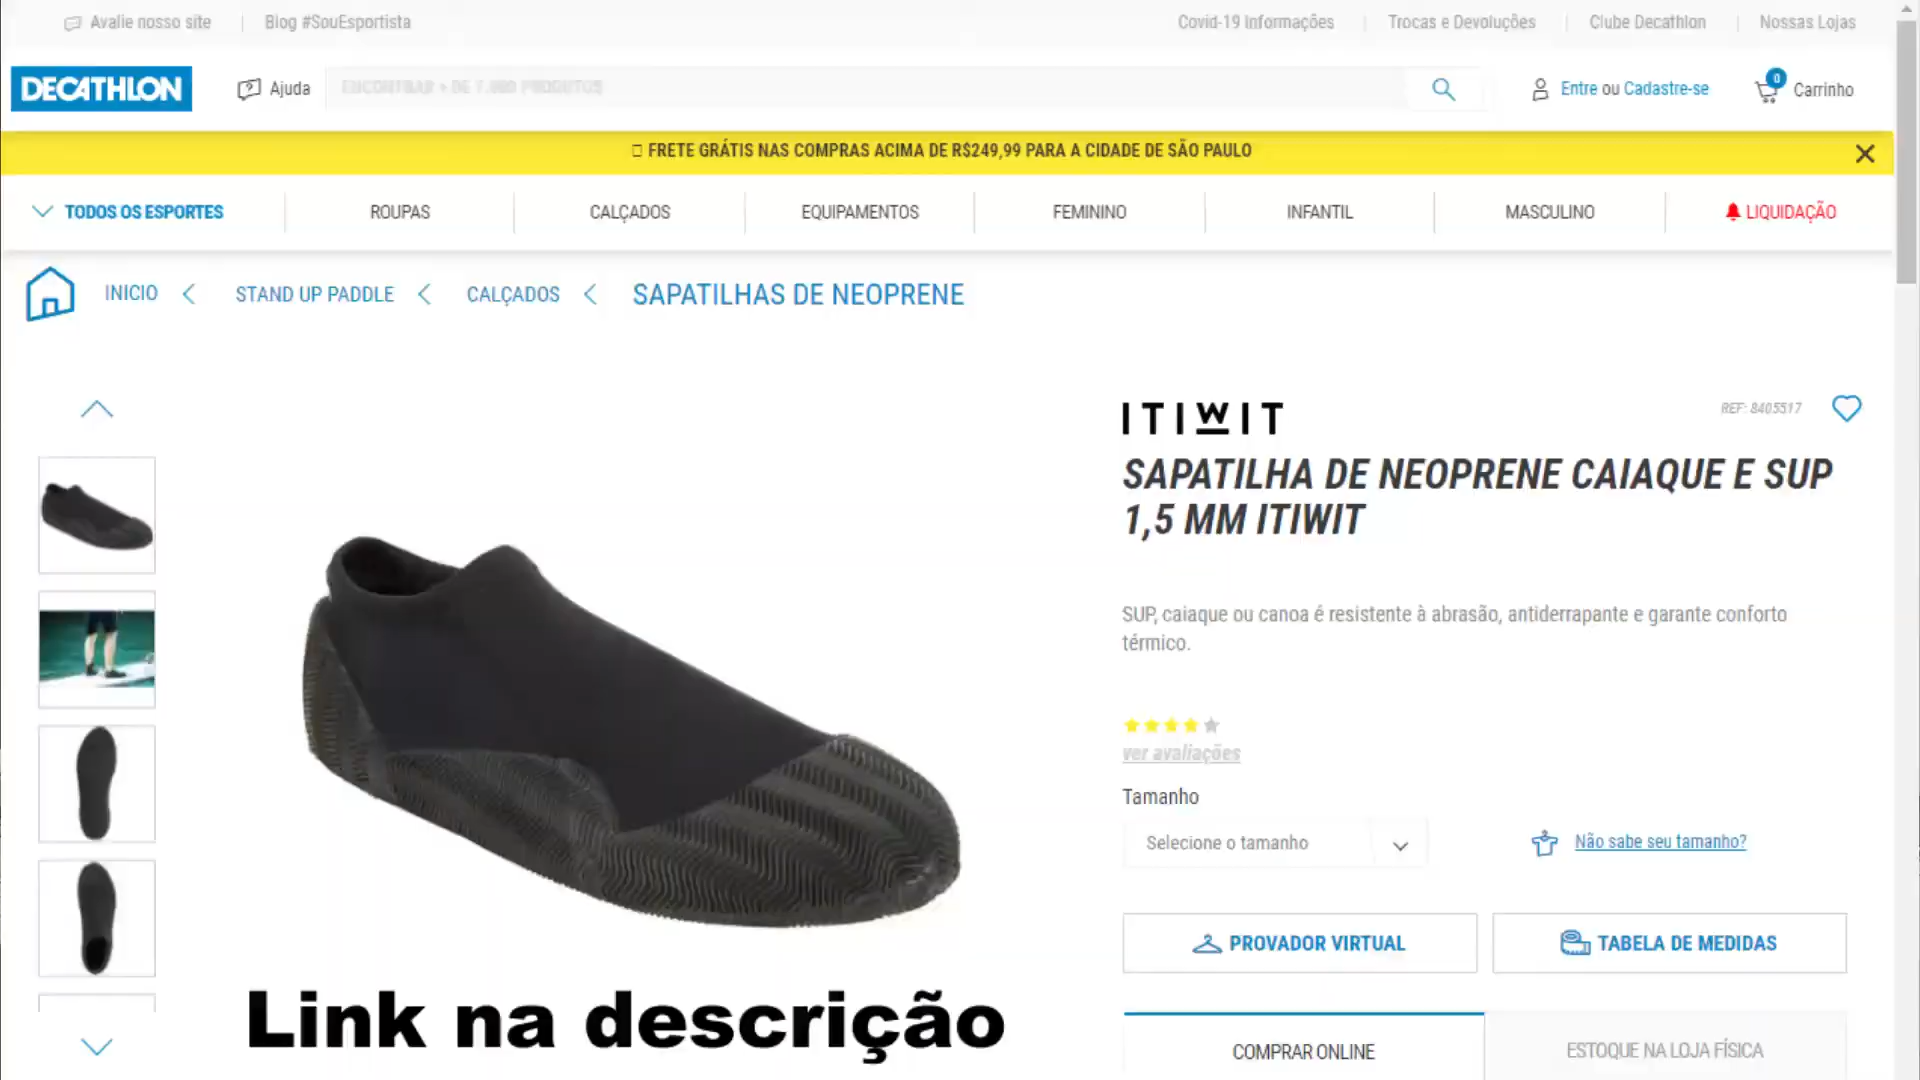 Avalie nosso site
Blog #SouEsportista
Covid-19 Informações
Trocas e Devoluções
Clube Decathlon
Nossas Lojas
DECATHLON
Ajuda
ENCONTRAR + DE 7.000 PRODUTOS
Entre ou Cadastre-se
0
Carrinho
FRETE GRÁTIS NAS COMPRAS ACIMA DE R$249,99 PARA A CIDADE DE SÃO PAULO
TODOS OS ESPORTES
ROUPAS
CALÇADOS
EQUIPAMENTOS
FEMININO
INFANTIL
MASCULINO
LIQUIDAÇÃO
INICIO
STAND UP PADDLE
CALÇADOS
SAPATILHAS DE NEOPRENE
ITIWIT
REF: 8405517
SAPATILHA DE NEOPRENE CAIAQUE E SUP
1,5 MM ITIWIT
SUP, caiaque ou canoa é resistente à abrasão, antiderrapante e garante conforto
térmico.
ver avaliações
Tamanho
Selecione o tamanho
Não sabe seu tamanho?
PROVADOR VIRTUAL
TABELA DE MEDIDAS
Link na descrição
COMPRAR ONLINE
ESTOQUE NA LOJA FÍSICA